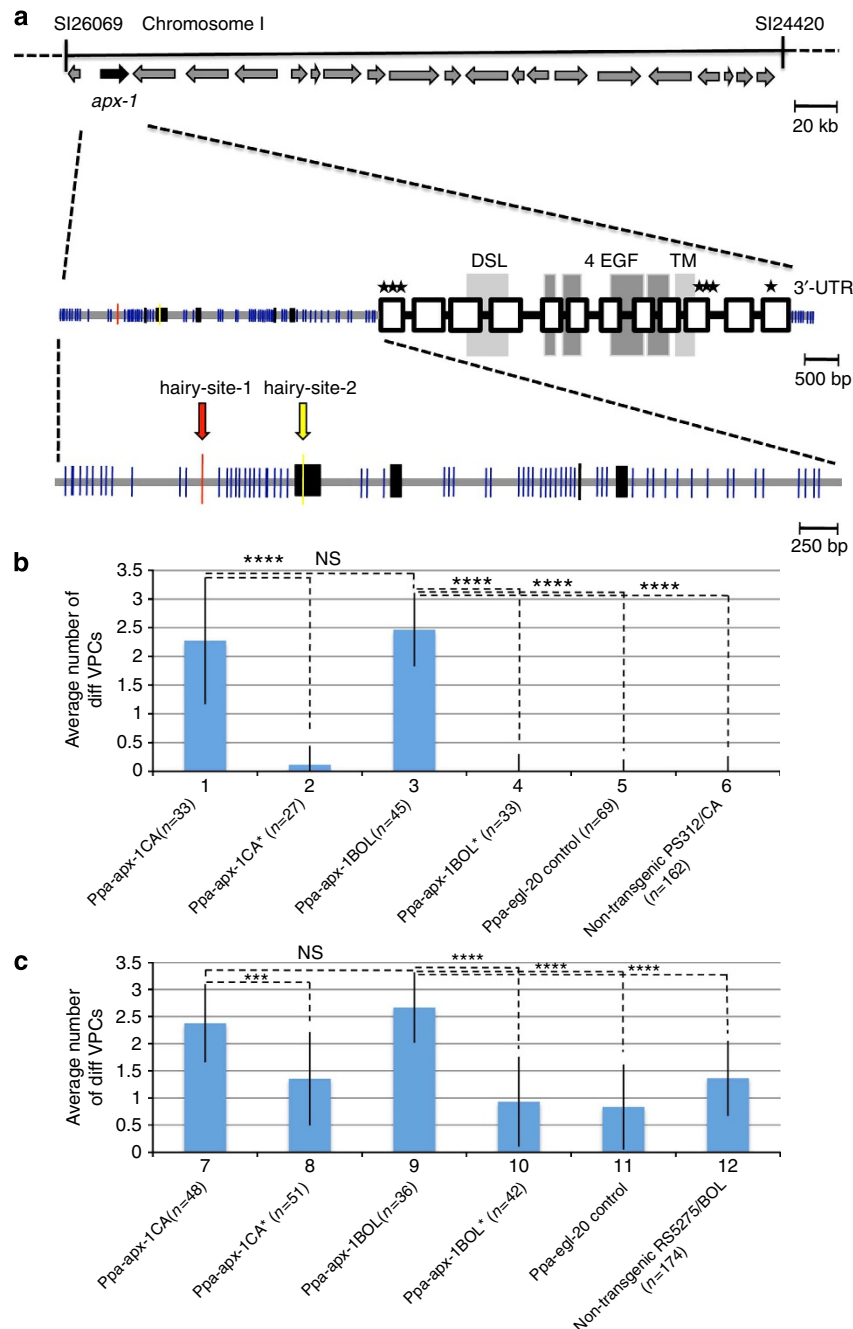 a
SI26069 Chromosome I SI24420
apx-1
20 kb
DSL 4 EGF TM
★★★ ★★★ ★ 3′-UTR
500 bp
hairy-site-1 hairy-site-2
250 bp
b
**** NS
**** **** ****
Average number of
diff VPCs
3.5
3
2.5
2
1.5
1
0.5
0
1 2 3 4 5 6
Ppa-apx-1CA(n=33)
Ppa-apx-1CA* (n=27)
Ppa-apx-1BOL(n=45)
Ppa-apx-1BOL* (n=33)
Ppa-egl-20 control (n=69)
Non-transgenic PS312/CA
(n=162)
c
NS **** **** ****
***
Average number
of diff VPCs
3.5
3
2.5
2
1.5
1
0.5
0
7 8 9 10 11 12
Ppa-apx-1CA(n=48)
Ppa-apx-1CA* (n=51)
Ppa-apx-1BOL(n=36)
Ppa-apx-1BOL* (n=42)
Ppa-egl-20 control
Non-transgenic RS5275/BOL
(n=174)